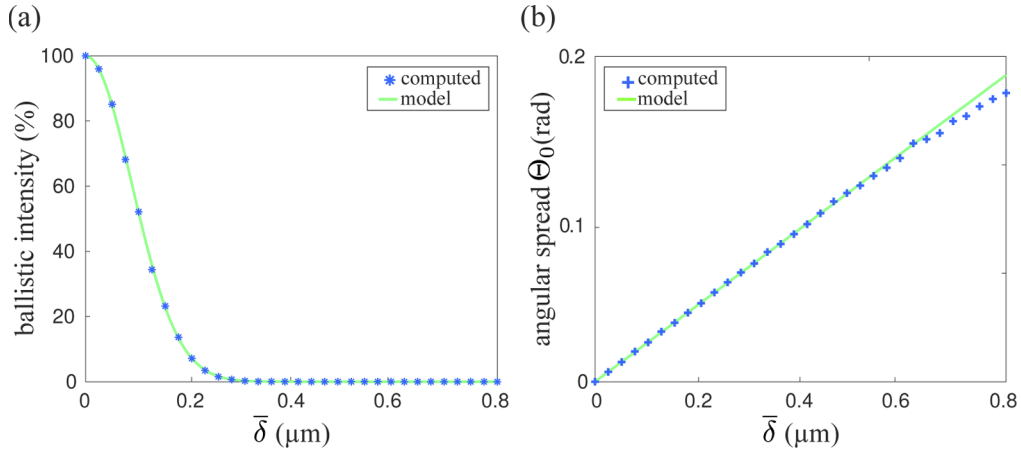 (a)
ballistic intensity (%)
100
80
60
40
20
0
computed
model
0 0.2 0.4 0.6 0.8
δ̅ (μm)
(b)
angular spread Θ₀(rad)
0.2
0.1
0
computed
model
0 0.2 0.4 0.6 0.8
δ̅ (μm)